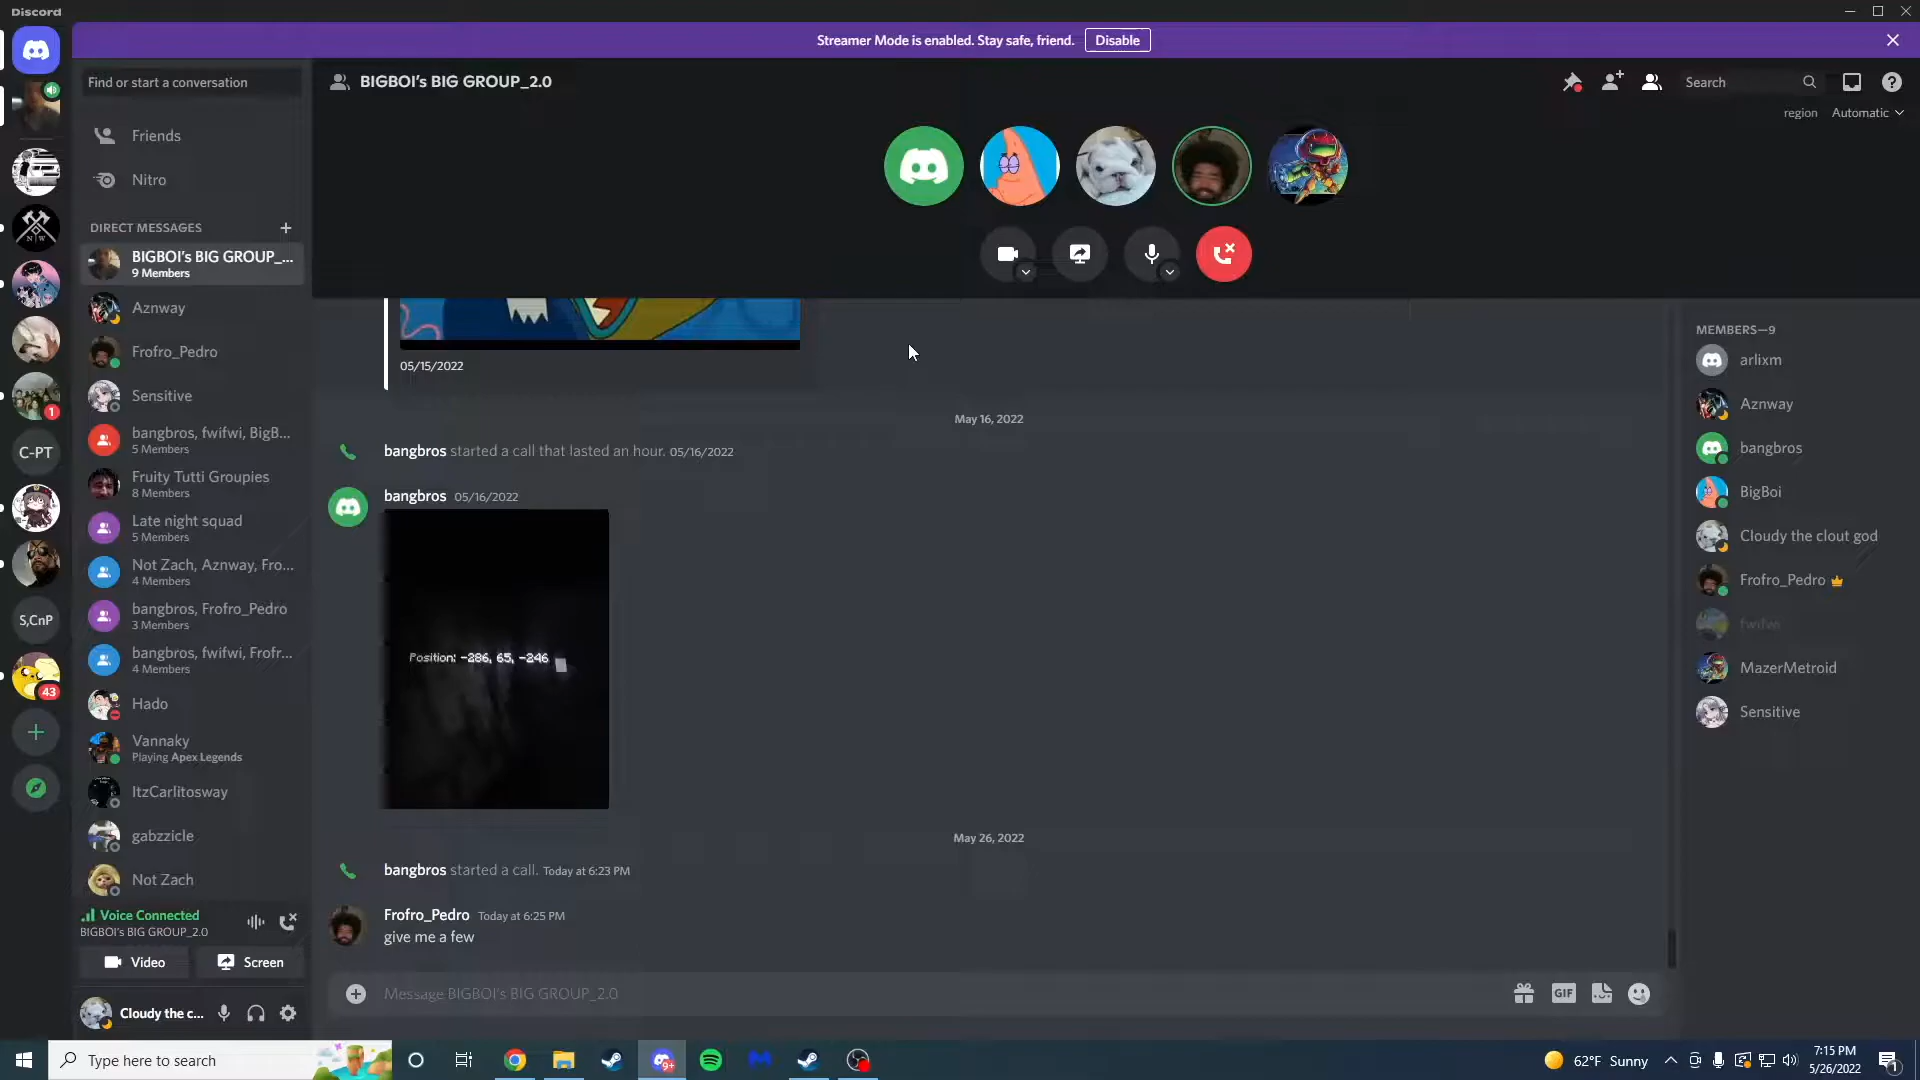 Discord
Streamer Mode is enabled. Stay safe, friend.
Disable
Find or start a conversation
BIGBOI's BIG GROUP_2.0
Search
region
Automatic
Friends
Nitro
DIRECT MESSAGES
BIGBOI's BIG GROUP_...
9 Members
Aznway
Frofro_Pedro
Sensitive
bangbros, fwifwi, BigB...
5 Members
Fruity Tutti Groupies
8 Members
Late night squad
5 Members
Not Zach, Aznway, Fro...
4 Members
bangbros, Frofro_Pedro
3 Members
bangbros, fwifwi, Frofr...
4 Members
Hado
Vannaky
Playing Apex Legends
ItzCarlitosway
gabzzicle
Not Zach
N W
1
C-PT
S,CnP
43
05/15/2022
May 16, 2022
bangbros started a call that lasted an hour. 05/16/2022
bangbros 05/16/2022
Position: -286, 65, -246
May 26, 2022
bangbros started a call. Today at 6:23 PM
Frofro_Pedro Today at 6:25 PM
give me a few
Message BIGBOI's BIG GROUP_2.0
GIF
MEMBERS—9
arlixm
Aznway
bangbros
BigBoi
Cloudy the clout god
Frofro_Pedro
fwifwi
MazerMetroid
Sensitive
Voice Connected
BIGBOI's BIG GROUP_2.0
Video
Screen
Cloudy the c...
Type here to search
9+
62°F Sunny
7:15 PM
5/26/2022
1